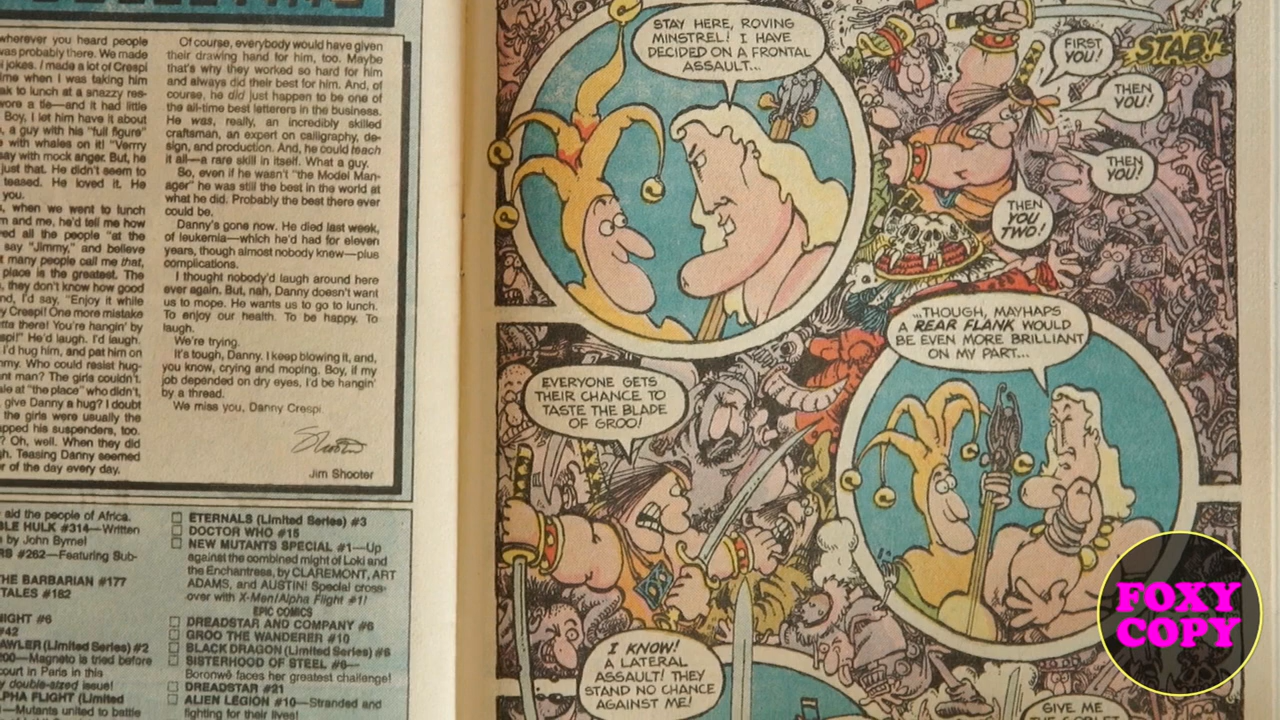 wherever you heard people
was probably there. We made
jokes. I made a lot of Crespi
time when I was taking him
to lunch at a snazzy res-
wore a tie—and it had little
Boy, I let him have it about
a guy with his "full figure"
with whales on it! "Verrry
say with mock anger. But, he
just that. He didn't seem to
teased. He loved it. He
you.
when we went to lunch
and me, he'd tell me how
all the people "at the
say "Jimmy," and believe
many people call me that,
place is the greatest. The
they don't know how good
I'd say, "Enjoy it while
Crespi! One more mistake
outta there! You're hangin' by
He'd laugh. I'd laugh.
I'd hug him, and pat him on
Who could resist hug-
man? The girls couldn't.
at "the place" who didn't,
give Danny a hug? I doubt
the girls were usually the
snapped his suspenders, too.
Oh, well. When they did
Teasing Danny seemed
of the day every day.
Of course, everybody would have given
their drawing hand for him, too. Maybe
that's why they worked so hard for him
and always did their best for him. And, of
course, he did just happen to be one of
the all-time best letterers in the business.
He was, really, an incredibly skilled
craftsman, an expert on calligraphy, de-
sign, and production. And, he could teach
it all—a rare skill in itself. What a guy.
So, even if he wasn't "the Model Man-
ager" he was still the best in the world at
what he did. Probably the best there ever
could be.
Danny's gone now. He died last week,
of leukemia—which he'd had for eleven
years, though almost nobody knew—plus
complications.
I thought nobody'd laugh around here
ever again. But, nah, Danny doesn't want
us to mope. He wants us to go to lunch.
To enjoy our health. To be happy. To
laugh.
We're trying.
It's tough, Danny. I keep blowing it, and,
you know, crying and moping. Boy, if my
job depended on dry eyes, I'd be hangin'
by a thread.
We miss you, Danny Crespi.
Jim Shooter
aid the people of Africa.
HULK #314—Written
by John Byrne!
#262—Featuring Sub-
THE BARBARIAN #177
TALES #182
#6
#42
(Limited Series) #2
Magneto is tried before
court in Paris in this
double-sized issue!
ALPHA FLIGHT (Limited
Mutants united to battle
ETERNALS (Limited Series) #3
DOCTOR WHO #15
NEW MUTANTS SPECIAL #1—Up
against the combined might of Loki and
the Enchantress, by CLAREMONT, ART
ADAMS, and AUSTIN! Special cross-
over with X-Men/Alpha Flight #1!
EPIC COMICS
DREADSTAR AND COMPANY #6
GROO THE WANDERER #10
BLACK DRAGON (Limited Series) #6
SISTERHOOD OF STEEL #6—
Boronwë faces her greatest challenge!
DREADSTAR #21
ALIEN LEGION #10—Stranded and
fighting for their lives!
STAY HERE, ROVING
MINSTREL! I HAVE
DECIDED ON A FRONTAL
ASSAULT...
FIRST
YOU!
STAB!
THEN
YOU!
THEN
YOU!
THEN
YOU
TWO!
...THOUGH, MAYHAPS
A REAR FLANK WOULD
BE EVEN MORE BRILLIANT
ON MY PART...
EVERYONE GETS
THEIR CHANCE TO
TASTE THE BLADE
OF GROO!
I KNOW!
A LATERAL
ASSAULT! THEY
STAND NO CHANCE
AGAINST ME!
GIVE ME
FOXY
COPY